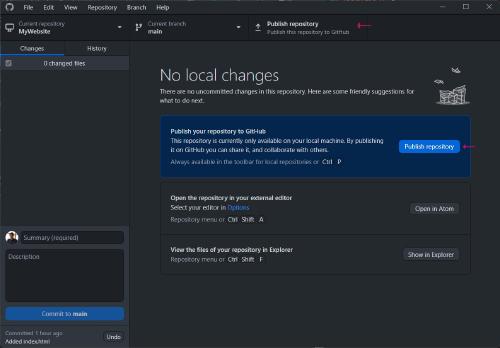 File Edit View Repository Branch Help
Current repository
MyWebsite
Current branch
main
Publish repository
Publish this repository to GitHub
Changes History
0 changed files
No local changes
There are no uncommitted changes in this repository. Here are some friendly suggestions for
what to do next.
Publish your repository to GitHub
This repository is currently only available on your local machine. By publishing
it on GitHub you can share it, and collaborate with others.
Always available in the toolbar for local repositories or Ctrl P
Publish repository
Open the repository in your external editor
Select your editor in Options
Repository menu or Ctrl Shift A
Open in Atom
View the files of your repository in Explorer
Repository menu or Ctrl Shift F
Show in Explorer
Summary (required)
Description
Commit to main
Committed 1 hour ago
Added index.html
Undo